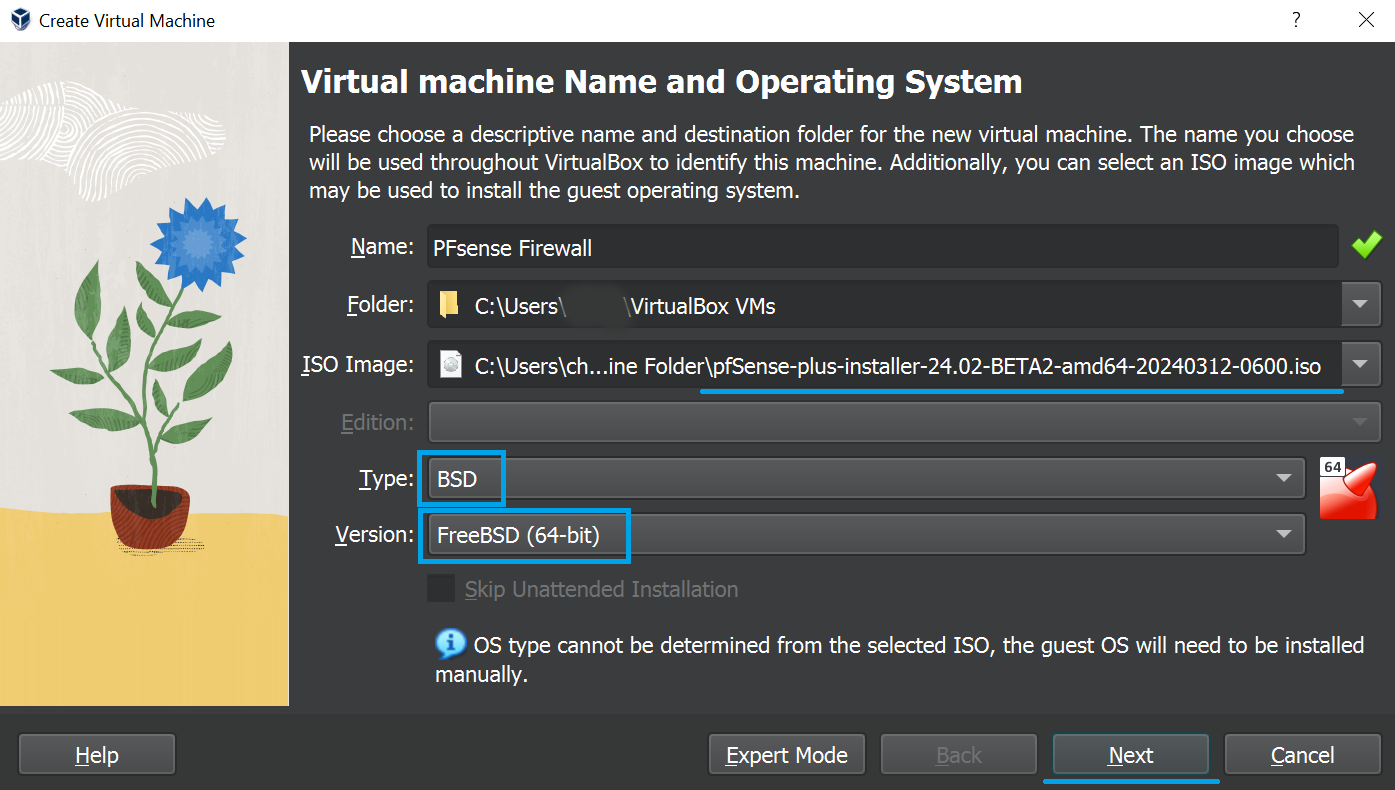 Create Virtual Machine
?
Virtual machine Name and Operating System
Please choose a descriptive name and destination folder for the new virtual machine. The name you choose
will be used throughout VirtualBox to identify this machine. Additionally, you can select an ISO image which
may be used to install the guest operating system.
Name: PFsense Firewall
Folder: C:\Users\ \VirtualBox VMs
ISO Image: C:\Users\ch...ine Folder\pfSense-plus-installer-24.02-BETA2-amd64-20240312-0600.iso
Edition:
Type: BSD
64
Version: FreeBSD (64-bit)
Skip Unattended Installation
OS type cannot be determined from the selected ISO, the guest OS will need to be installed
manually.
Help Expert Mode Back Next Cancel